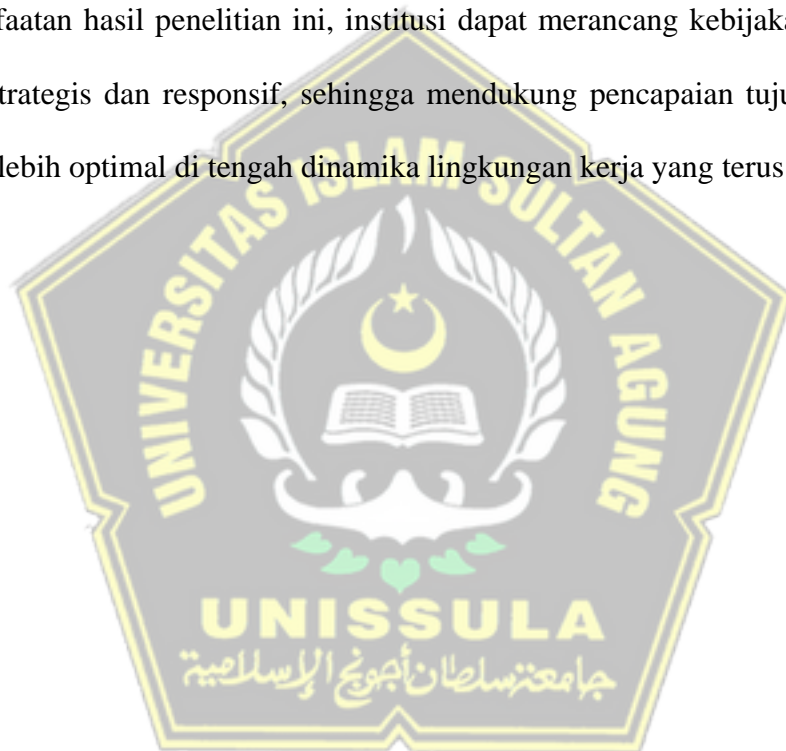 faatan hasil penelitian ini, institusi dapat merancang kebijaka
trategis dan responsif, sehingga mendukung pencapaian tuju
lebih optimal di tengah dinamika lingkungan kerja yang terus
UNIVERSITAS ISLAM SULTAN AGUNG
UNISSULA
جامعة سلطان أجونج الإسلامية